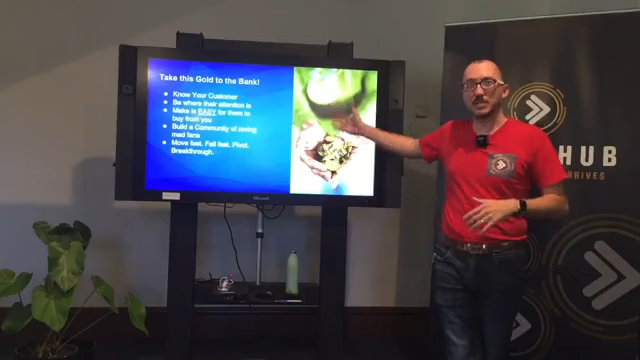 Take this Gold to the Bank!
Know Your Customer
Be where their attention is
Make is EASY for them to
buy from you
Build a Community of raving
mad fans
Move fast. Fail fast. Pivot.
Breakthrough.
HUB